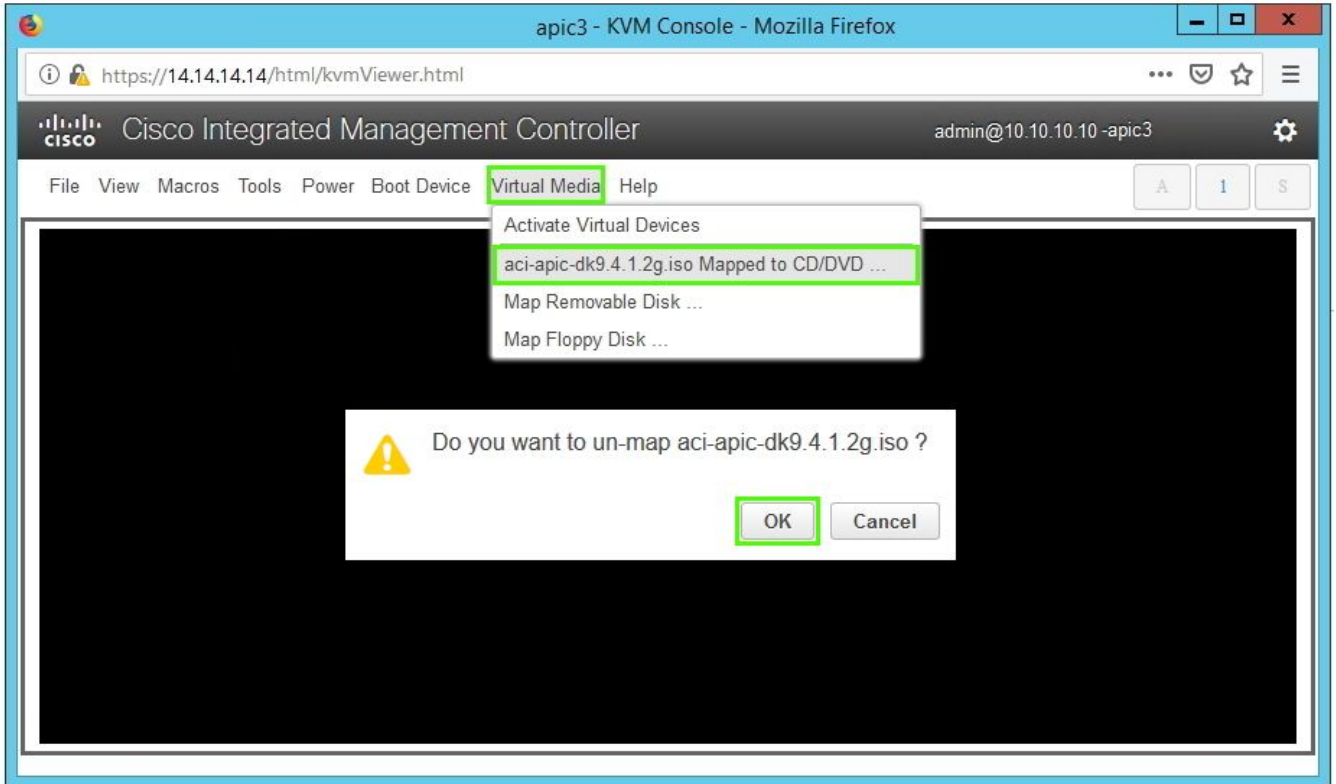 apic3 - KVM Console - Mozilla Firefox
https://14.14.14.14/html/kvmViewer.html
CISCO Cisco Integrated Management Controller admin@10.10.10.10 -apic3
File View Macros Tools Power Boot Device Virtual Media Help A 1 S
Activate Virtual Devices
aci-apic-dk9.4.1.2g.iso Mapped to CD/DVD ...
Map Removable Disk ...
Map Floppy Disk ...
Do you want to un-map aci-apic-dk9.4.1.2g.iso ?
OK Cancel